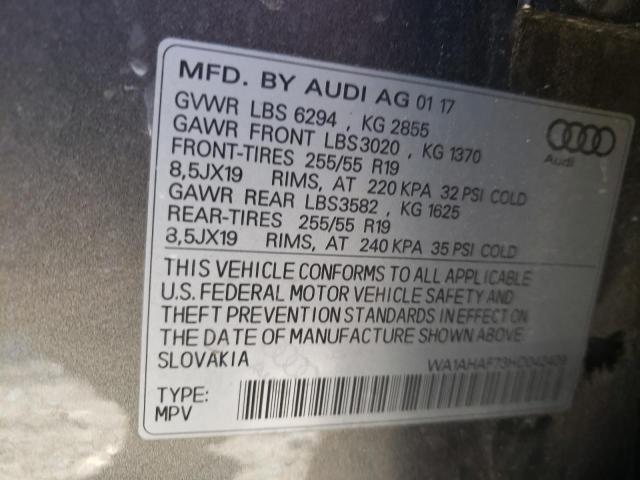 MFD. BY AUDI AG 01 17
GVWR LBS 6294 , KG 2855
GAWR FRONT LBS3020 , KG 1370
FRONT-TIRES 255/55 R19
8,5JX19 RIMS, AT 220 KPA 32 PSI COLD
GAWR REAR LBS3582 , KG 1625
REAR-TIRES 255/55 R19
8,5JX19 RIMS, AT 240 KPA 35 PSI COLD
Audi
THIS VEHICLE CONFORMS TO ALL APPLICABLE
U.S. FEDERAL MOTOR VEHICLE SAFETY AND
THEFT PREVENTION STANDARDS IN EFFECT ON
THE DATE OF MANUFACTURE SHOWN ABOVE
SLOVAKIA
TYPE:
MPV